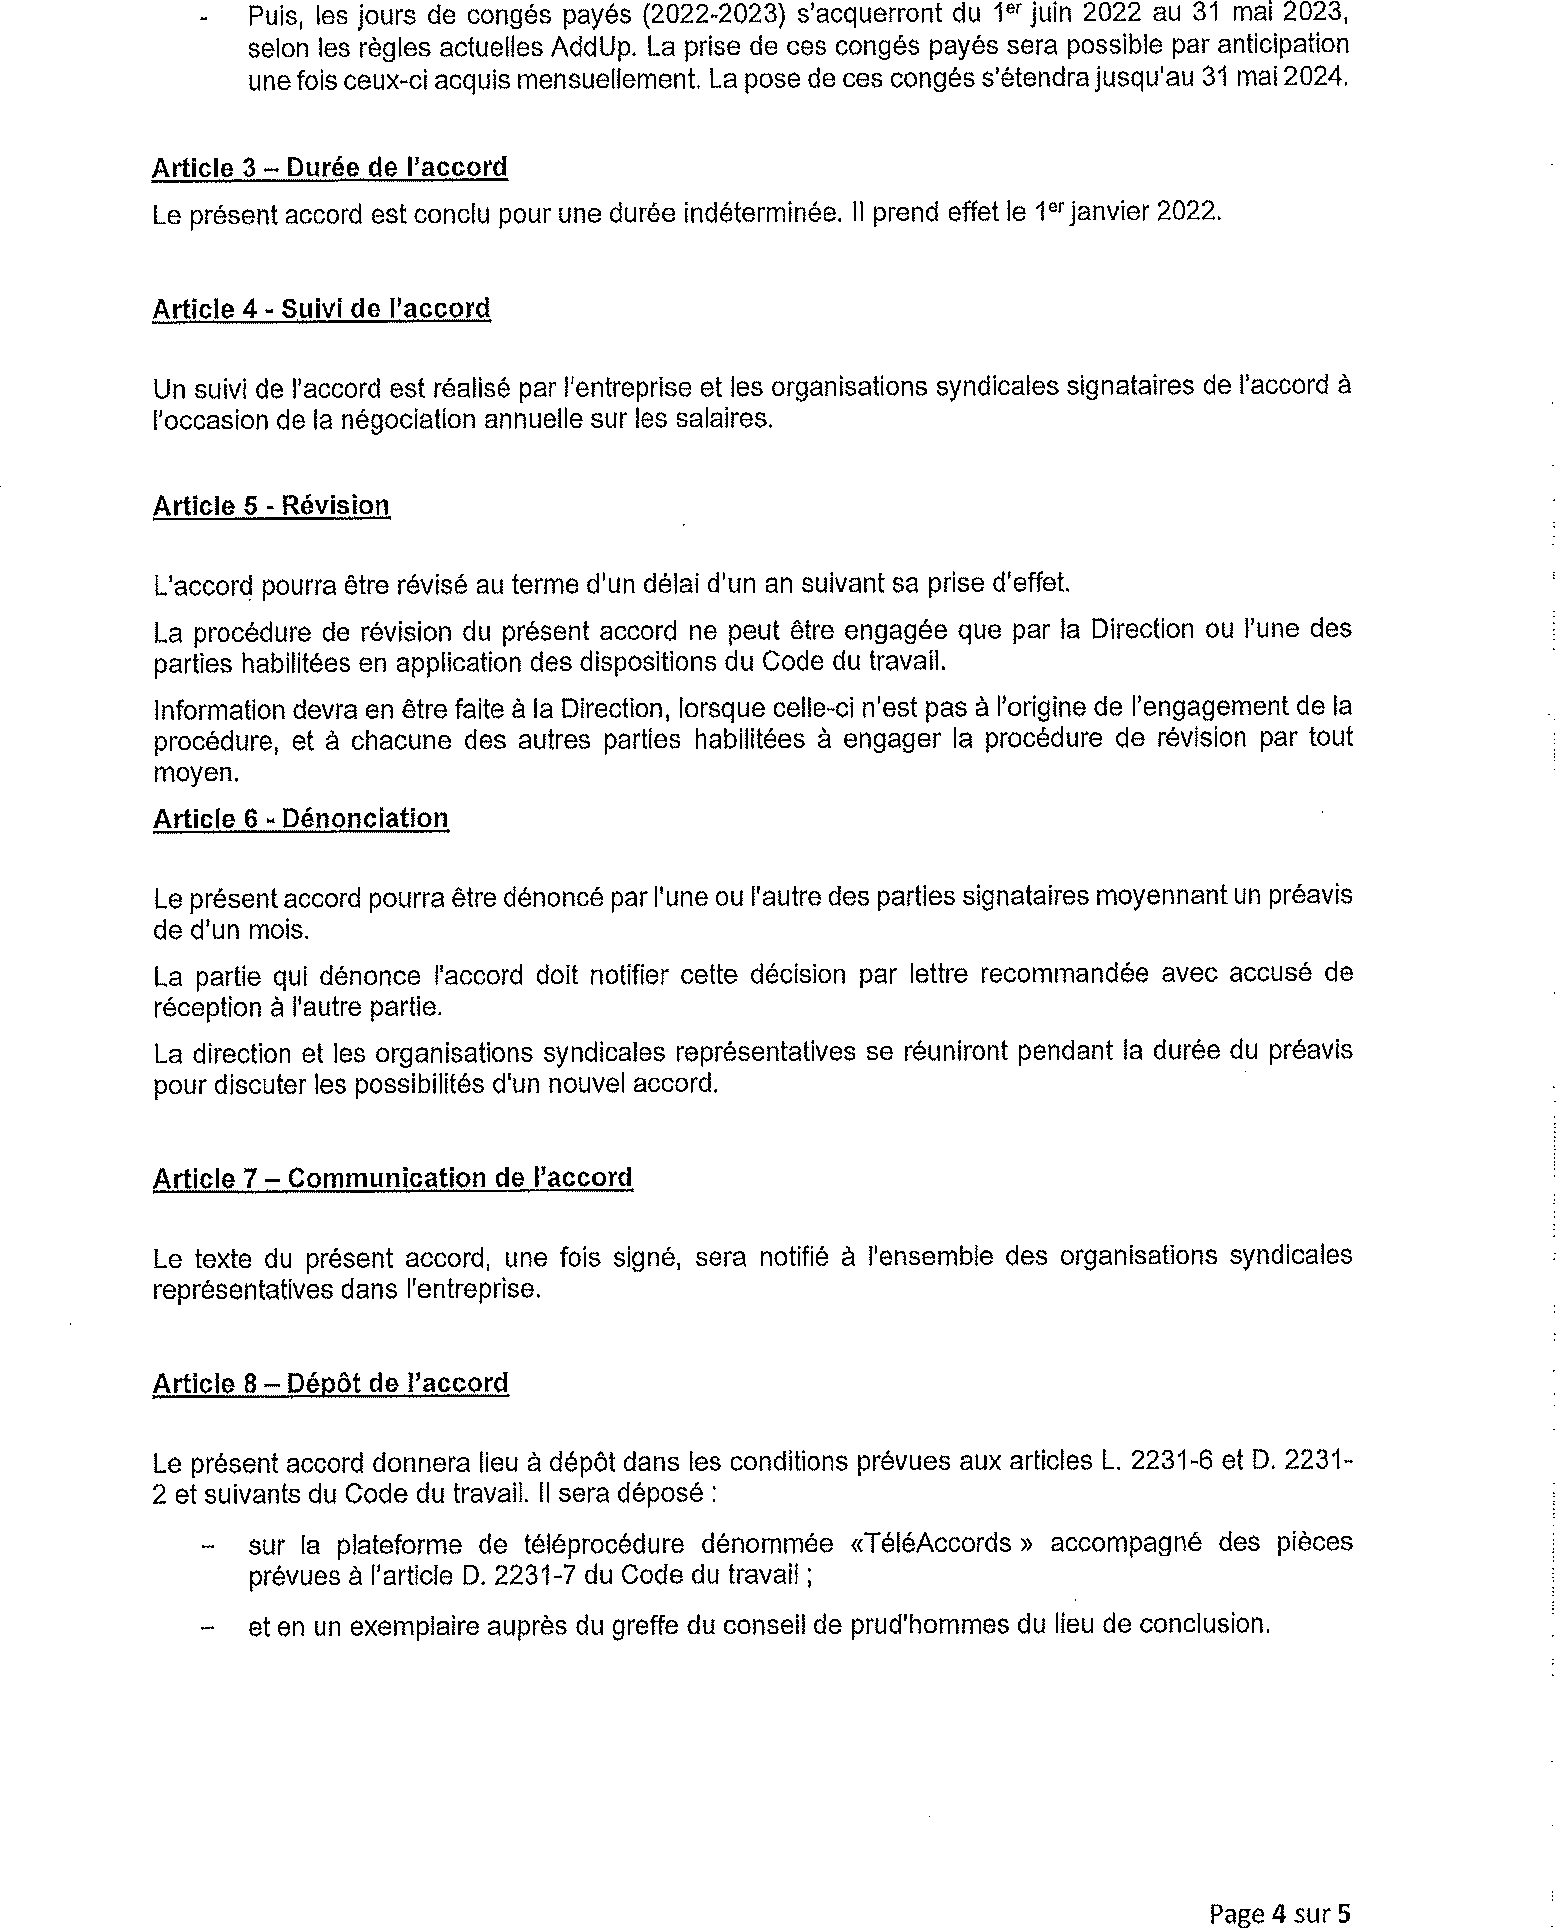 - Puis, les jours de congés payés (2022-2023) s'acquerront du 1er juin 2022 au 31 mai 2023,
selon les règles actuelles AddUp. La prise de ces congés payés sera possible par anticipation
une fois ceux-ci acquis mensuellement. La pose de ces congés s'étendra jusqu'au 31 mai 2024.
Article 3 – Durée de l'accord
Le présent accord est conclu pour une durée indéterminée. Il prend effet le 1er janvier 2022.
Article 4 - Suivi de l'accord
Un suivi de l'accord est réalisé par l'entreprise et les organisations syndicales signataires de l'accord à
l'occasion de la négociation annuelle sur les salaires.
Article 5 - Révision
L'accord pourra être révisé au terme d'un délai d'un an suivant sa prise d'effet.
La procédure de révision du présent accord ne peut être engagée que par la Direction ou l'une des
parties habilitées en application des dispositions du Code du travail.
Information devra en être faite à la Direction, lorsque celle-ci n'est pas à l'origine de l'engagement de la
procédure, et à chacune des autres parties habilitées à engager la procédure de révision par tout
moyen.
Article 6 - Dénonciation
Le présent accord pourra être dénoncé par l'une ou l'autre des parties signataires moyennant un préavis
de d'un mois.
La partie qui dénonce l'accord doit notifier cette décision par lettre recommandée avec accusé de
réception à l'autre partie.
La direction et les organisations syndicales représentatives se réuniront pendant la durée du préavis
pour discuter les possibilités d'un nouvel accord.
Article 7 – Communication de l'accord
Le texte du présent accord, une fois signé, sera notifié à l'ensemble des organisations syndicales
représentatives dans l'entreprise.
Article 8 – Dépôt de l'accord
Le présent accord donnera lieu à dépôt dans les conditions prévues aux articles L. 2231-6 et D. 2231-
2 et suivants du Code du travail. Il sera déposé :
– sur la plateforme de téléprocédure dénommée «TéléAccords » accompagné des pièces
prévues à l'article D. 2231-7 du Code du travail ;
– et en un exemplaire auprès du greffe du conseil de prud'hommes du lieu de conclusion.
Page 4 sur 5